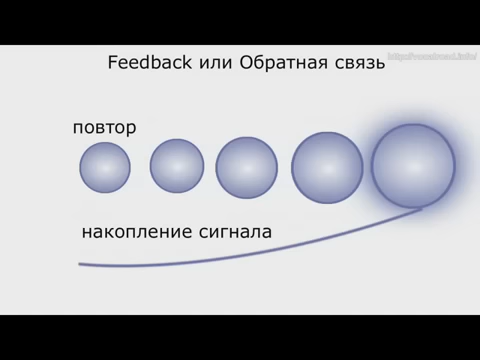 Feedback или Обратная связь
повтор
накопление сигнала